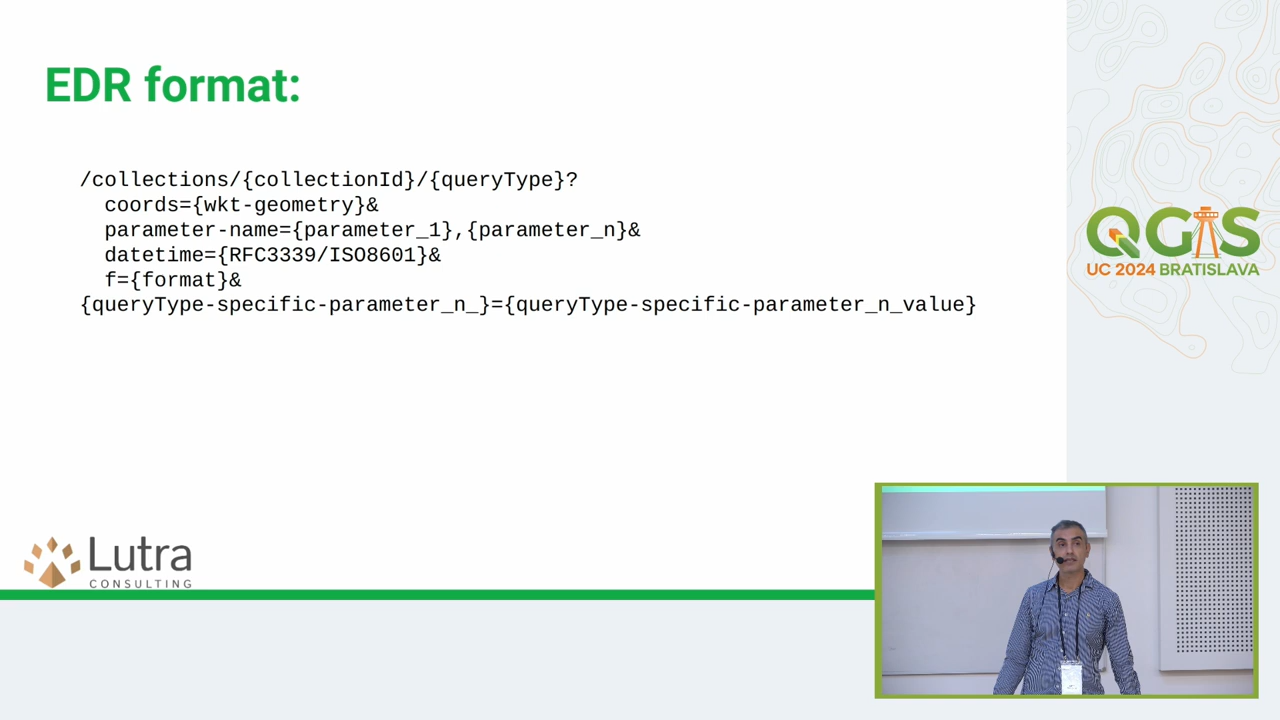 EDR format:
/collections/{collectionId}/{queryType}?
coords={wkt-geometry}&
parameter-name={parameter_1},{parameter_n}&
datetime={RFC3339/ISO8601}&
f={format}&
{queryType-specific-parameter_n_}={queryType-specific-parameter_n_value}
QGIS
UC 2024 BRATISLAVA
Lutra
CONSULTING